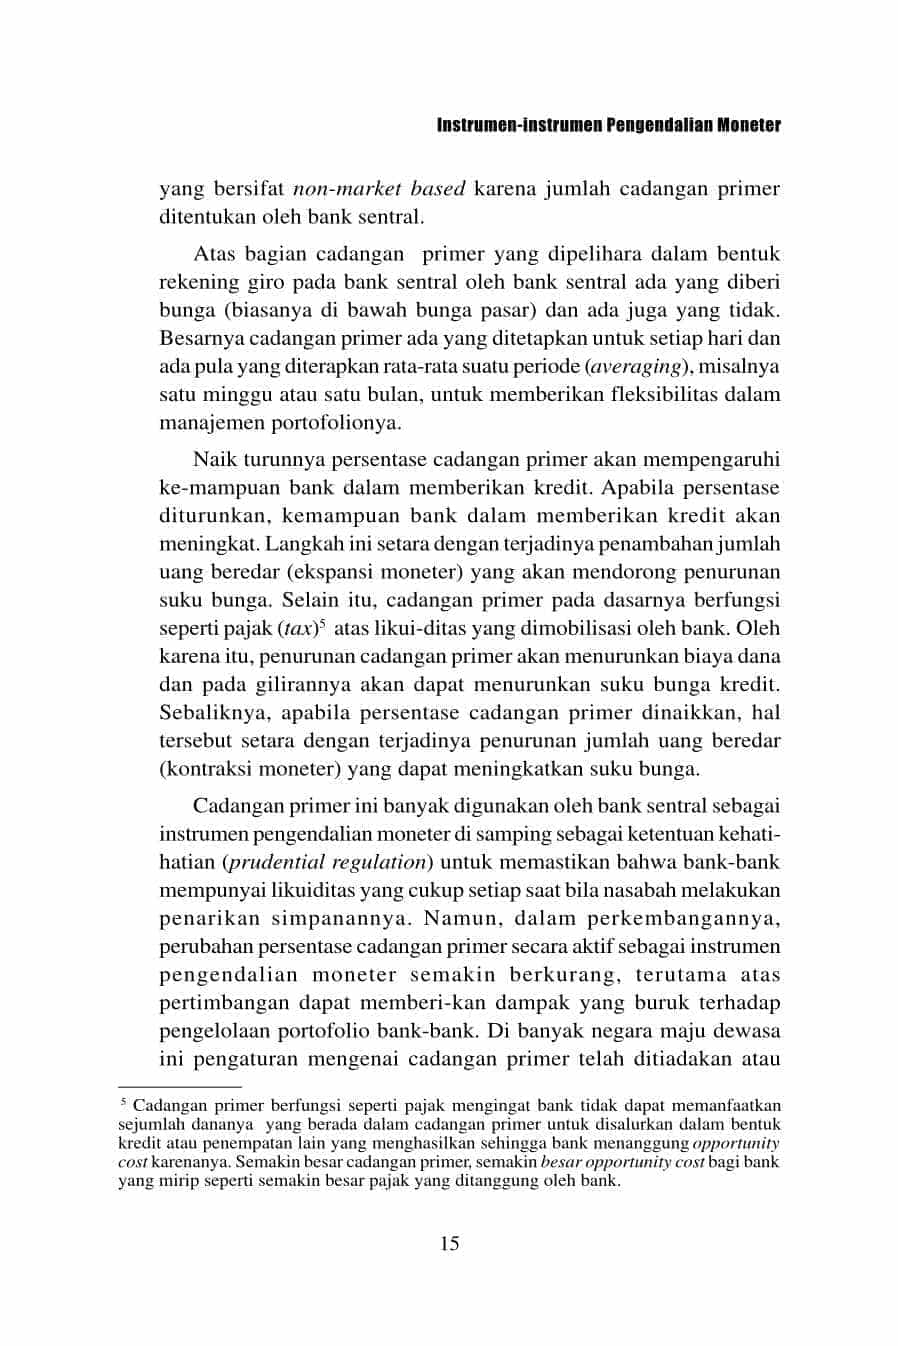 Instrumen-instrumen Pengendalian Moneter
yang bersifat non-market based karena jumlah cadangan primer
ditentukan oleh bank sentral.
Atas bagian cadangan primer yang dipelihara dalam bentuk
rekening giro pada bank sentral oleh bank sentral ada yang diberi
bunga (biasanya di bawah bunga pasar) dan ada juga yang tidak.
Besarnya cadangan primer ada yang ditetapkan untuk setiap hari dan
ada pula yang diterapkan rata-rata suatu periode (averaging), misalnya
satu minggu atau satu bulan, untuk memberikan fleksibilitas dalam
manajemen portofolionya.
Naik turunnya persentase cadangan primer akan mempengaruhi
ke-mampuan bank dalam memberikan kredit. Apabila persentase
diturunkan, kemampuan bank dalam memberikan kredit akan
meningkat. Langkah ini setara dengan terjadinya penambahan jumlah
uang beredar (ekspansi moneter) yang akan mendorong penurunan
suku bunga. Selain itu, cadangan primer pada dasarnya berfungsi
seperti pajak (tax)⁵ atas likui-ditas yang dimobilisasi oleh bank. Oleh
karena itu, penurunan cadangan primer akan menurunkan biaya dana
dan pada gilirannya akan dapat menurunkan suku bunga kredit.
Sebaliknya, apabila persentase cadangan primer dinaikkan, hal
tersebut setara dengan terjadinya penurunan jumlah uang beredar
(kontraksi moneter) yang dapat meningkatkan suku bunga.
Cadangan primer ini banyak digunakan oleh bank sentral sebagai
instrumen pengendalian moneter di samping sebagai ketentuan kehati-
hatian (prudential regulation) untuk memastikan bahwa bank-bank
mempunyai likuiditas yang cukup setiap saat bila nasabah melakukan
penarikan simpanannya. Namun, dalam perkembangannya,
perubahan persentase cadangan primer secara aktif sebagai instrumen
pengendalian moneter semakin berkurang, terutama atas
pertimbangan dapat memberi-kan dampak yang buruk terhadap
pengelolaan portofolio bank-bank. Di banyak negara maju dewasa
ini pengaturan mengenai cadangan primer telah ditiadakan atau
⁵ Cadangan primer berfungsi seperti pajak mengingat bank tidak dapat memanfaatkan
sejumlah dananya yang berada dalam cadangan primer untuk disalurkan dalam bentuk
kredit atau penempatan lain yang menghasilkan sehingga bank menanggung opportunity
cost karenanya. Semakin besar cadangan primer, semakin besar opportunity cost bagi bank
yang mirip seperti semakin besar pajak yang ditanggung oleh bank.
15